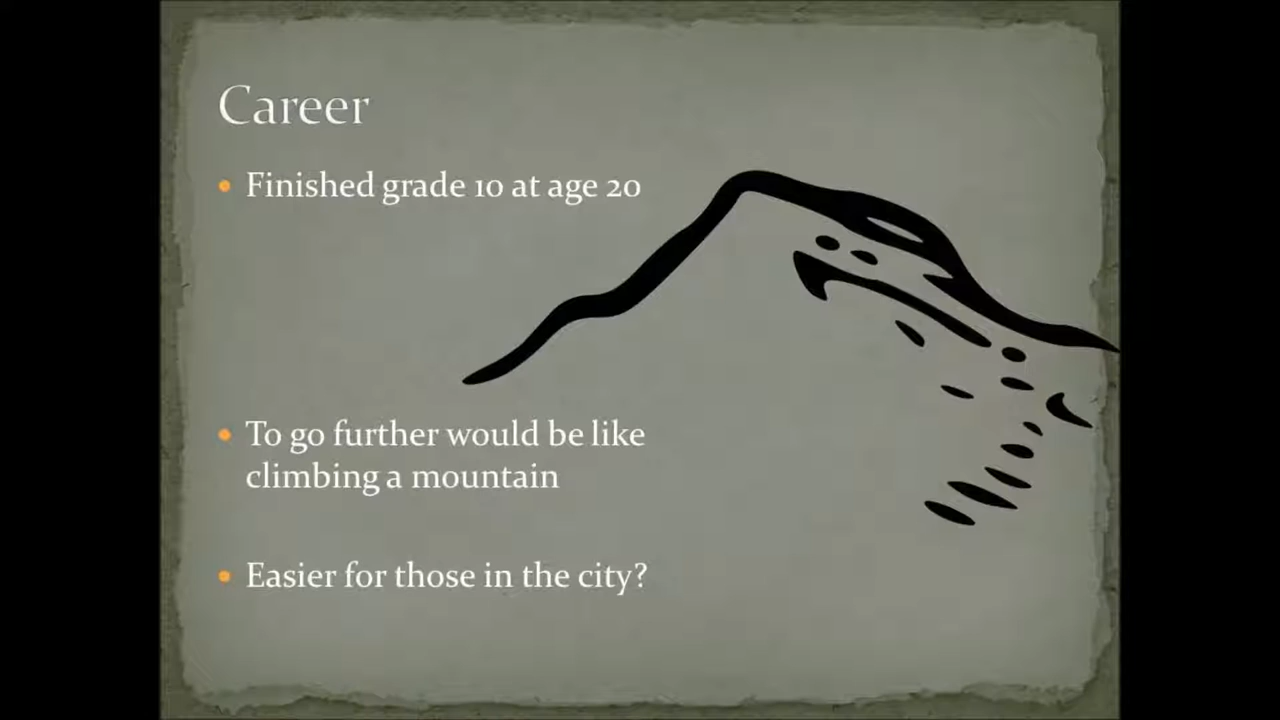 Career
Finished grade 10 at age 20
To go further would be like
climbing a mountain
Easier for those in the city?